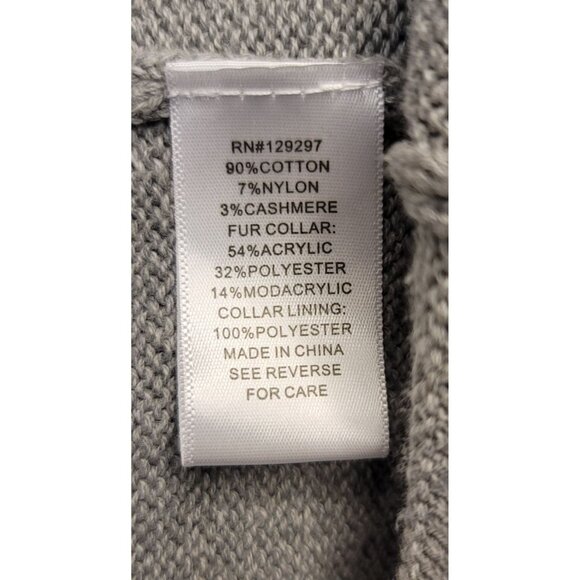 RN#129297
90%COTTON
7%NYLON
3%CASHMERE
FUR COLLAR:
54%ACRYLIC
32%POLYESTER
14%MODACRYLIC
COLLAR LINING:
100%POLYESTER
MADE IN CHINA
SEE REVERSE
FOR CARE